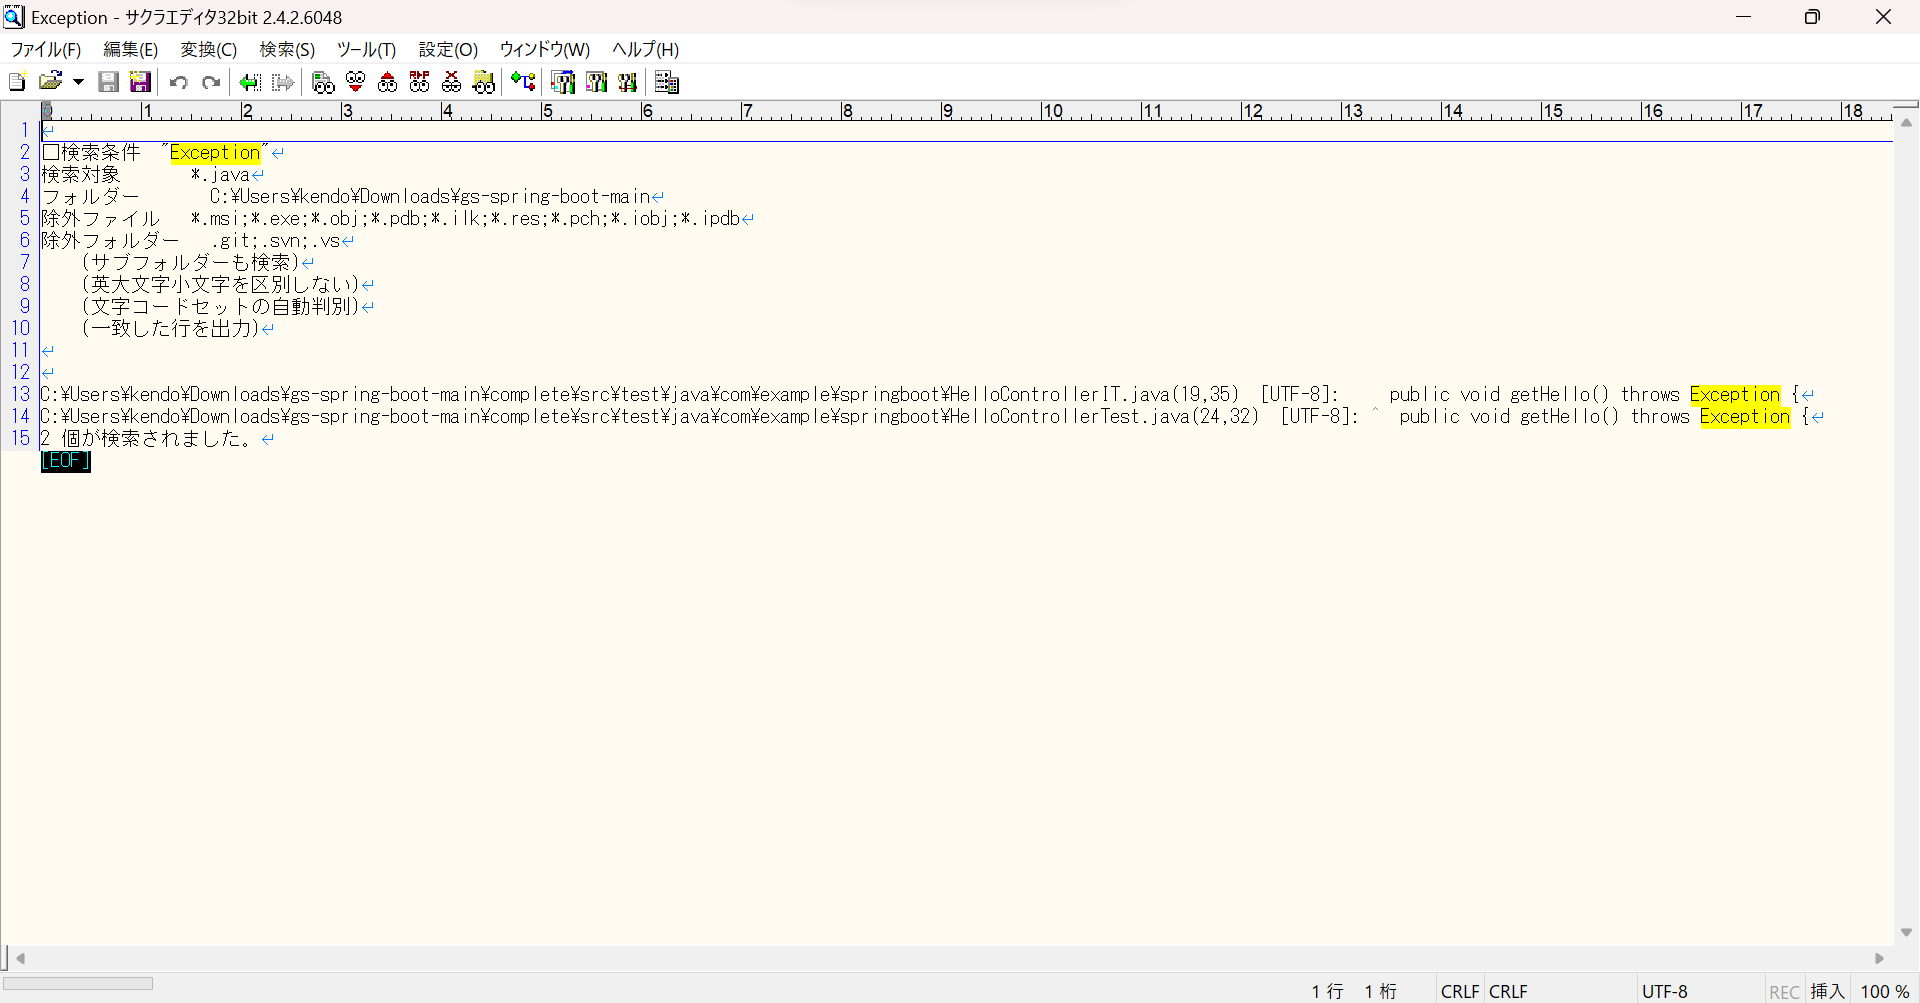 Exception - サクラエディタ32bit 2.4.2.6048
ファイル(F) 編集(E) 変換(C) 検索(S) ツール(T) 設定(O) ウィンドウ(W) ヘルプ(H)
0 1 2 3 4 5 6 7 8 9 10 11 12 13 14 15 16 17 18
1
2 □検索条件 "Exception"
3 検索対象 *.java
4 フォルダー C:¥Users¥kendo¥Downloads¥gs-spring-boot-main
5 除外ファイル *.msi;*.exe;*.obj;*.pdb;*.ilk;*.res;*.pch;*.iobj;*.ipdb
6 除外フォルダー .git;.svn;.vs
7 (サブフォルダーも検索)
8 (英大文字小文字を区別しない)
9 (文字コードセットの自動判別)
10 (一致した行を出力)
11
12
13 C:¥Users¥kendo¥Downloads¥gs-spring-boot-main¥complete¥src¥test¥java¥com¥example¥springboot¥HelloControllerIT.java(19,35) [UTF-8]: public void getHello() throws Exception {
14 C:¥Users¥kendo¥Downloads¥gs-spring-boot-main¥complete¥src¥test¥java¥com¥example¥springboot¥HelloControllerTest.java(24,32) [UTF-8]: ^ public void getHello() throws Exception {
15 2 個が検索されました。
[EOF]
1 行 1 桁 CRLF CRLF UTF-8 REC 挿入 100 %